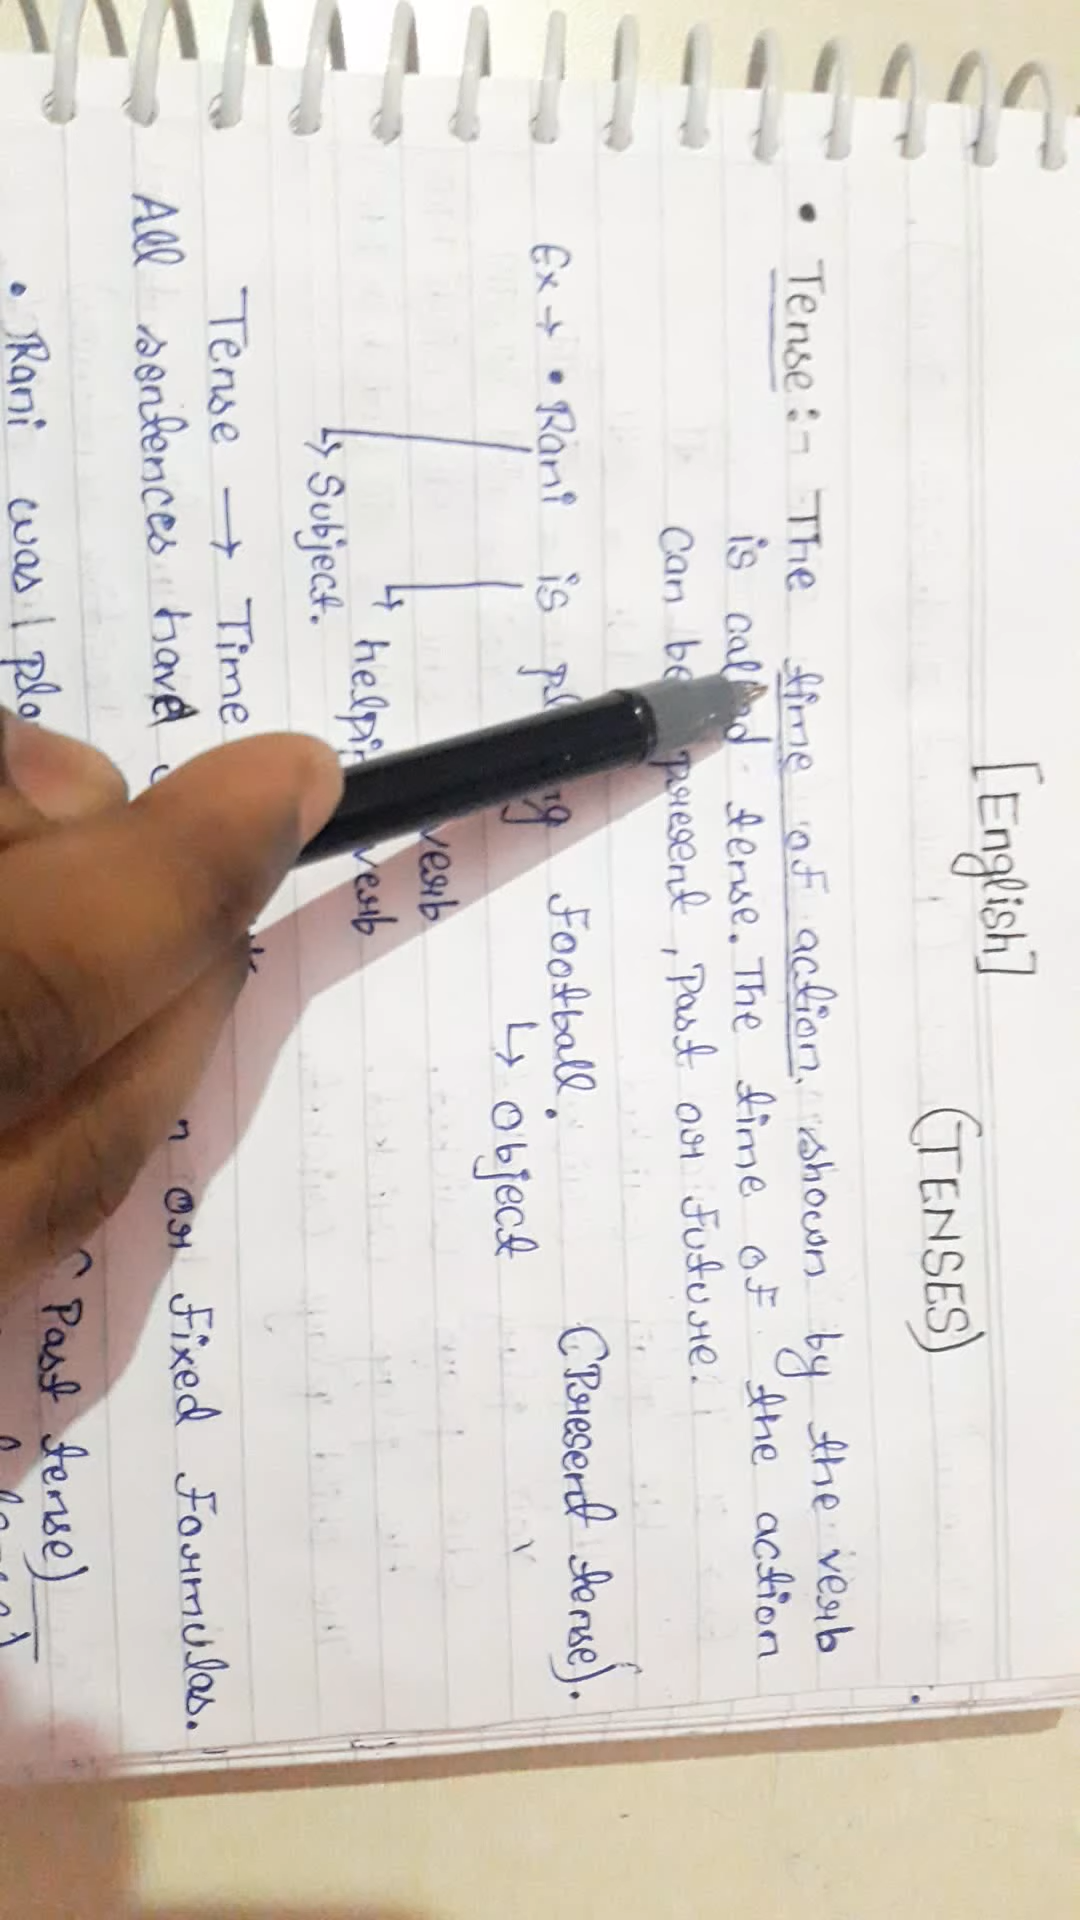 [English]
(TENSES)
• Tense:- The time of action, shown by the verb
is called tense. The time of the action
can be present, Past or Future.
Ex → • Rani is playing Football. (Present tense).
↳ object
verb
↳ helping verb
↳ Subject.
Tense → Time
All sentences have or Fixed Formulas.
• Rani was (Past tense)